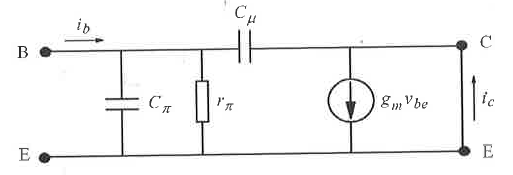 C_μ
i_b
B
C
C_π
r_π
g_m v_be
i_c
E
E